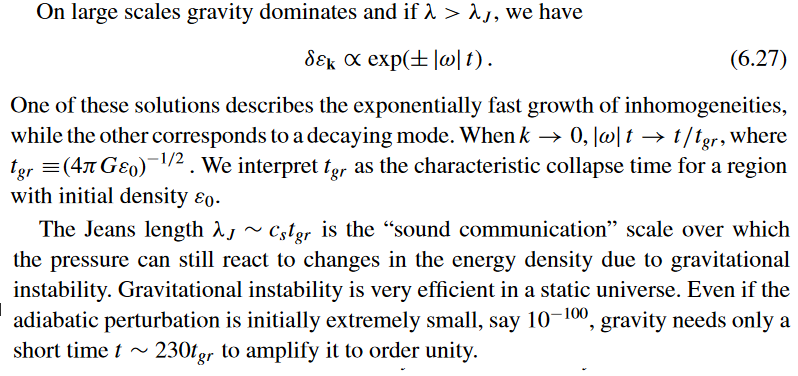 On large scales gravity dominates and if λ > λ_J, we have
δε_k ∝ exp(± |ω| t) . (6.27)
One of these solutions describes the exponentially fast growth of inhomogeneities,
while the other corresponds to a decaying mode. When k → 0, |ω| t → t/t_gr, where
t_gr ≡ (4πGε_0)^{−1/2} . We interpret t_gr as the characteristic collapse time for a region
with initial density ε_0.
The Jeans length λ_J ∼ c_s t_gr is the “sound communication” scale over which
the pressure can still react to changes in the energy density due to gravitational
instability. Gravitational instability is very efficient in a static universe. Even if the
adiabatic perturbation is initially extremely small, say 10^{−100}, gravity needs only a
short time t ∼ 230t_gr to amplify it to order unity.